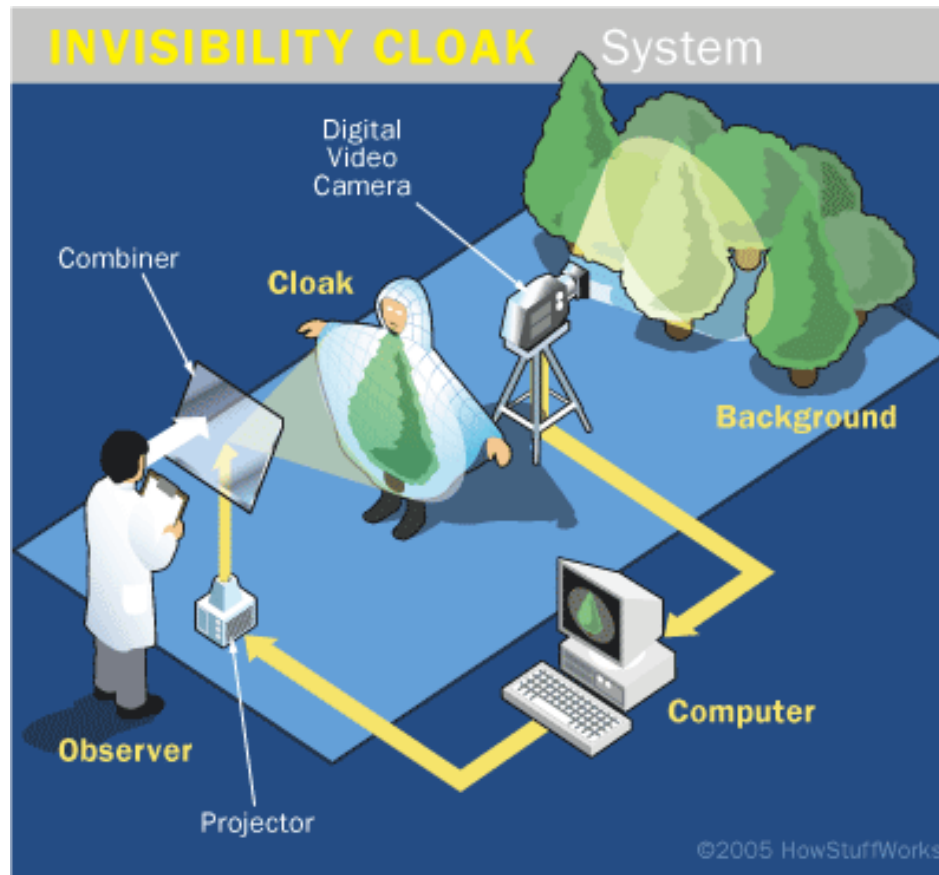 INVISIBILITY CLOAK System
Digital
Video
Camera
Combiner
Cloak
Background
Computer
Observer
Projector
©2005 HowStuffWorks